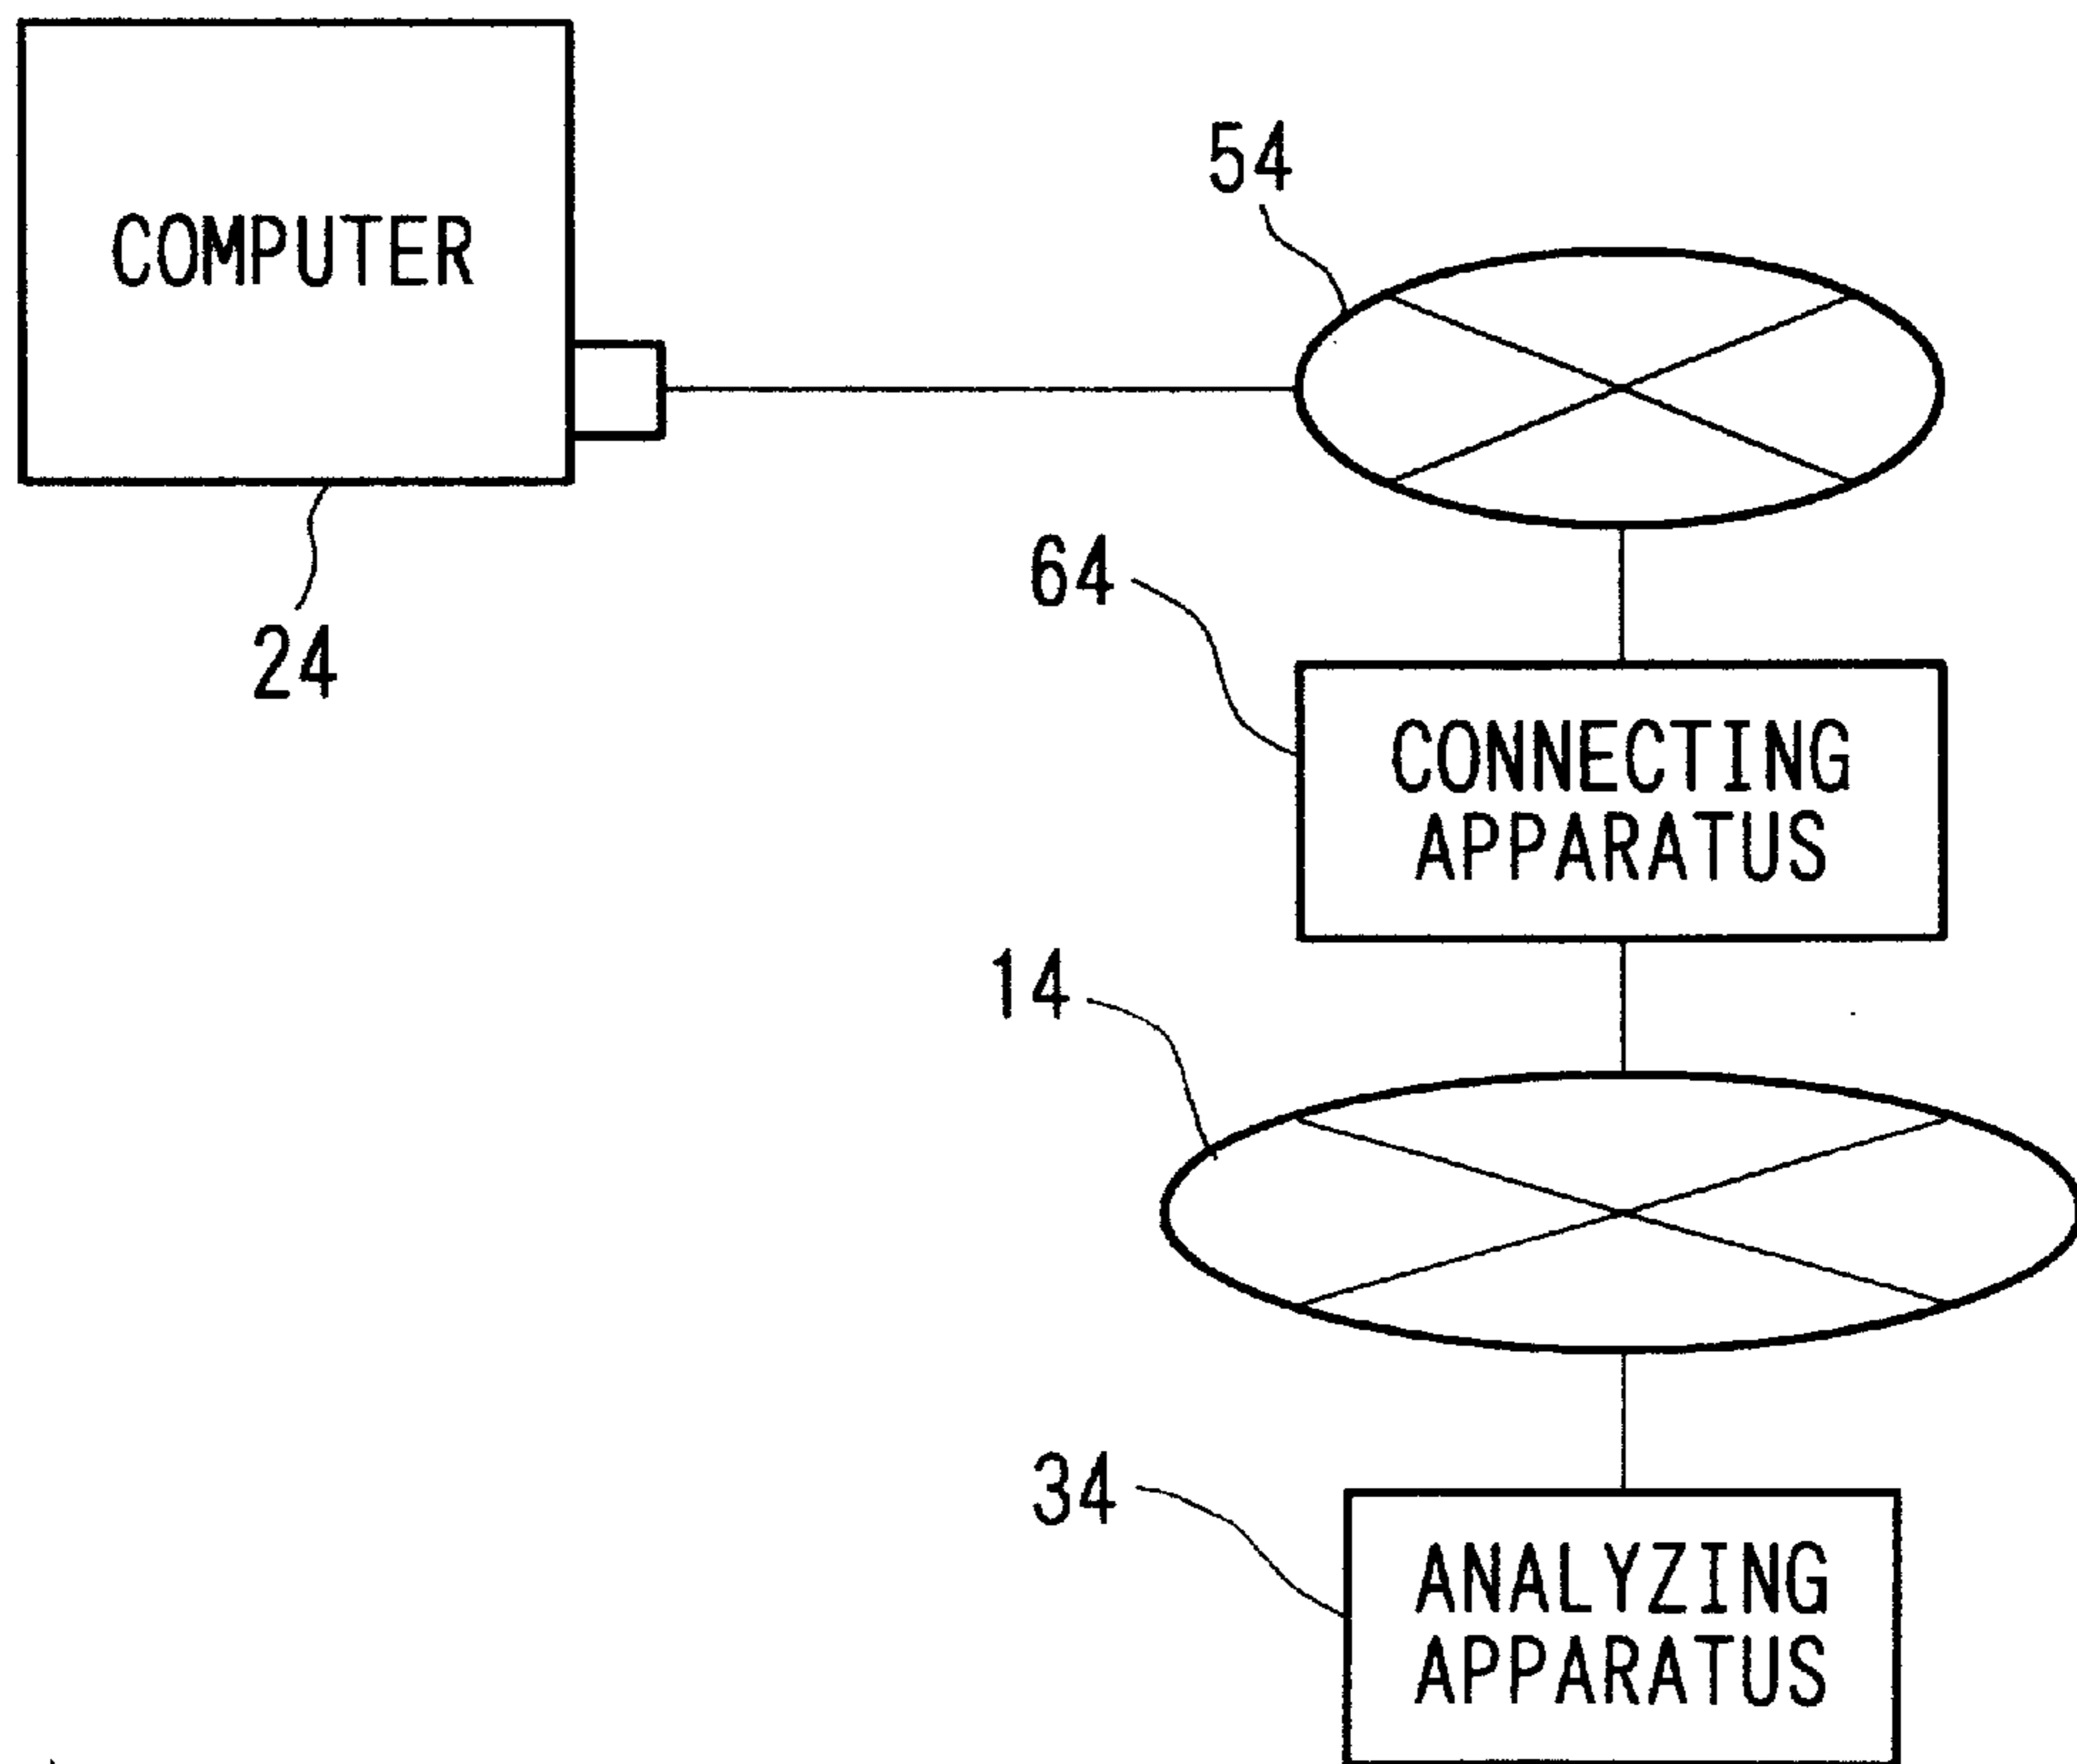 COMPUTER
54
24
64
CONNECTING
APPARATUS
14
34
ANALYZING
APPARATUS